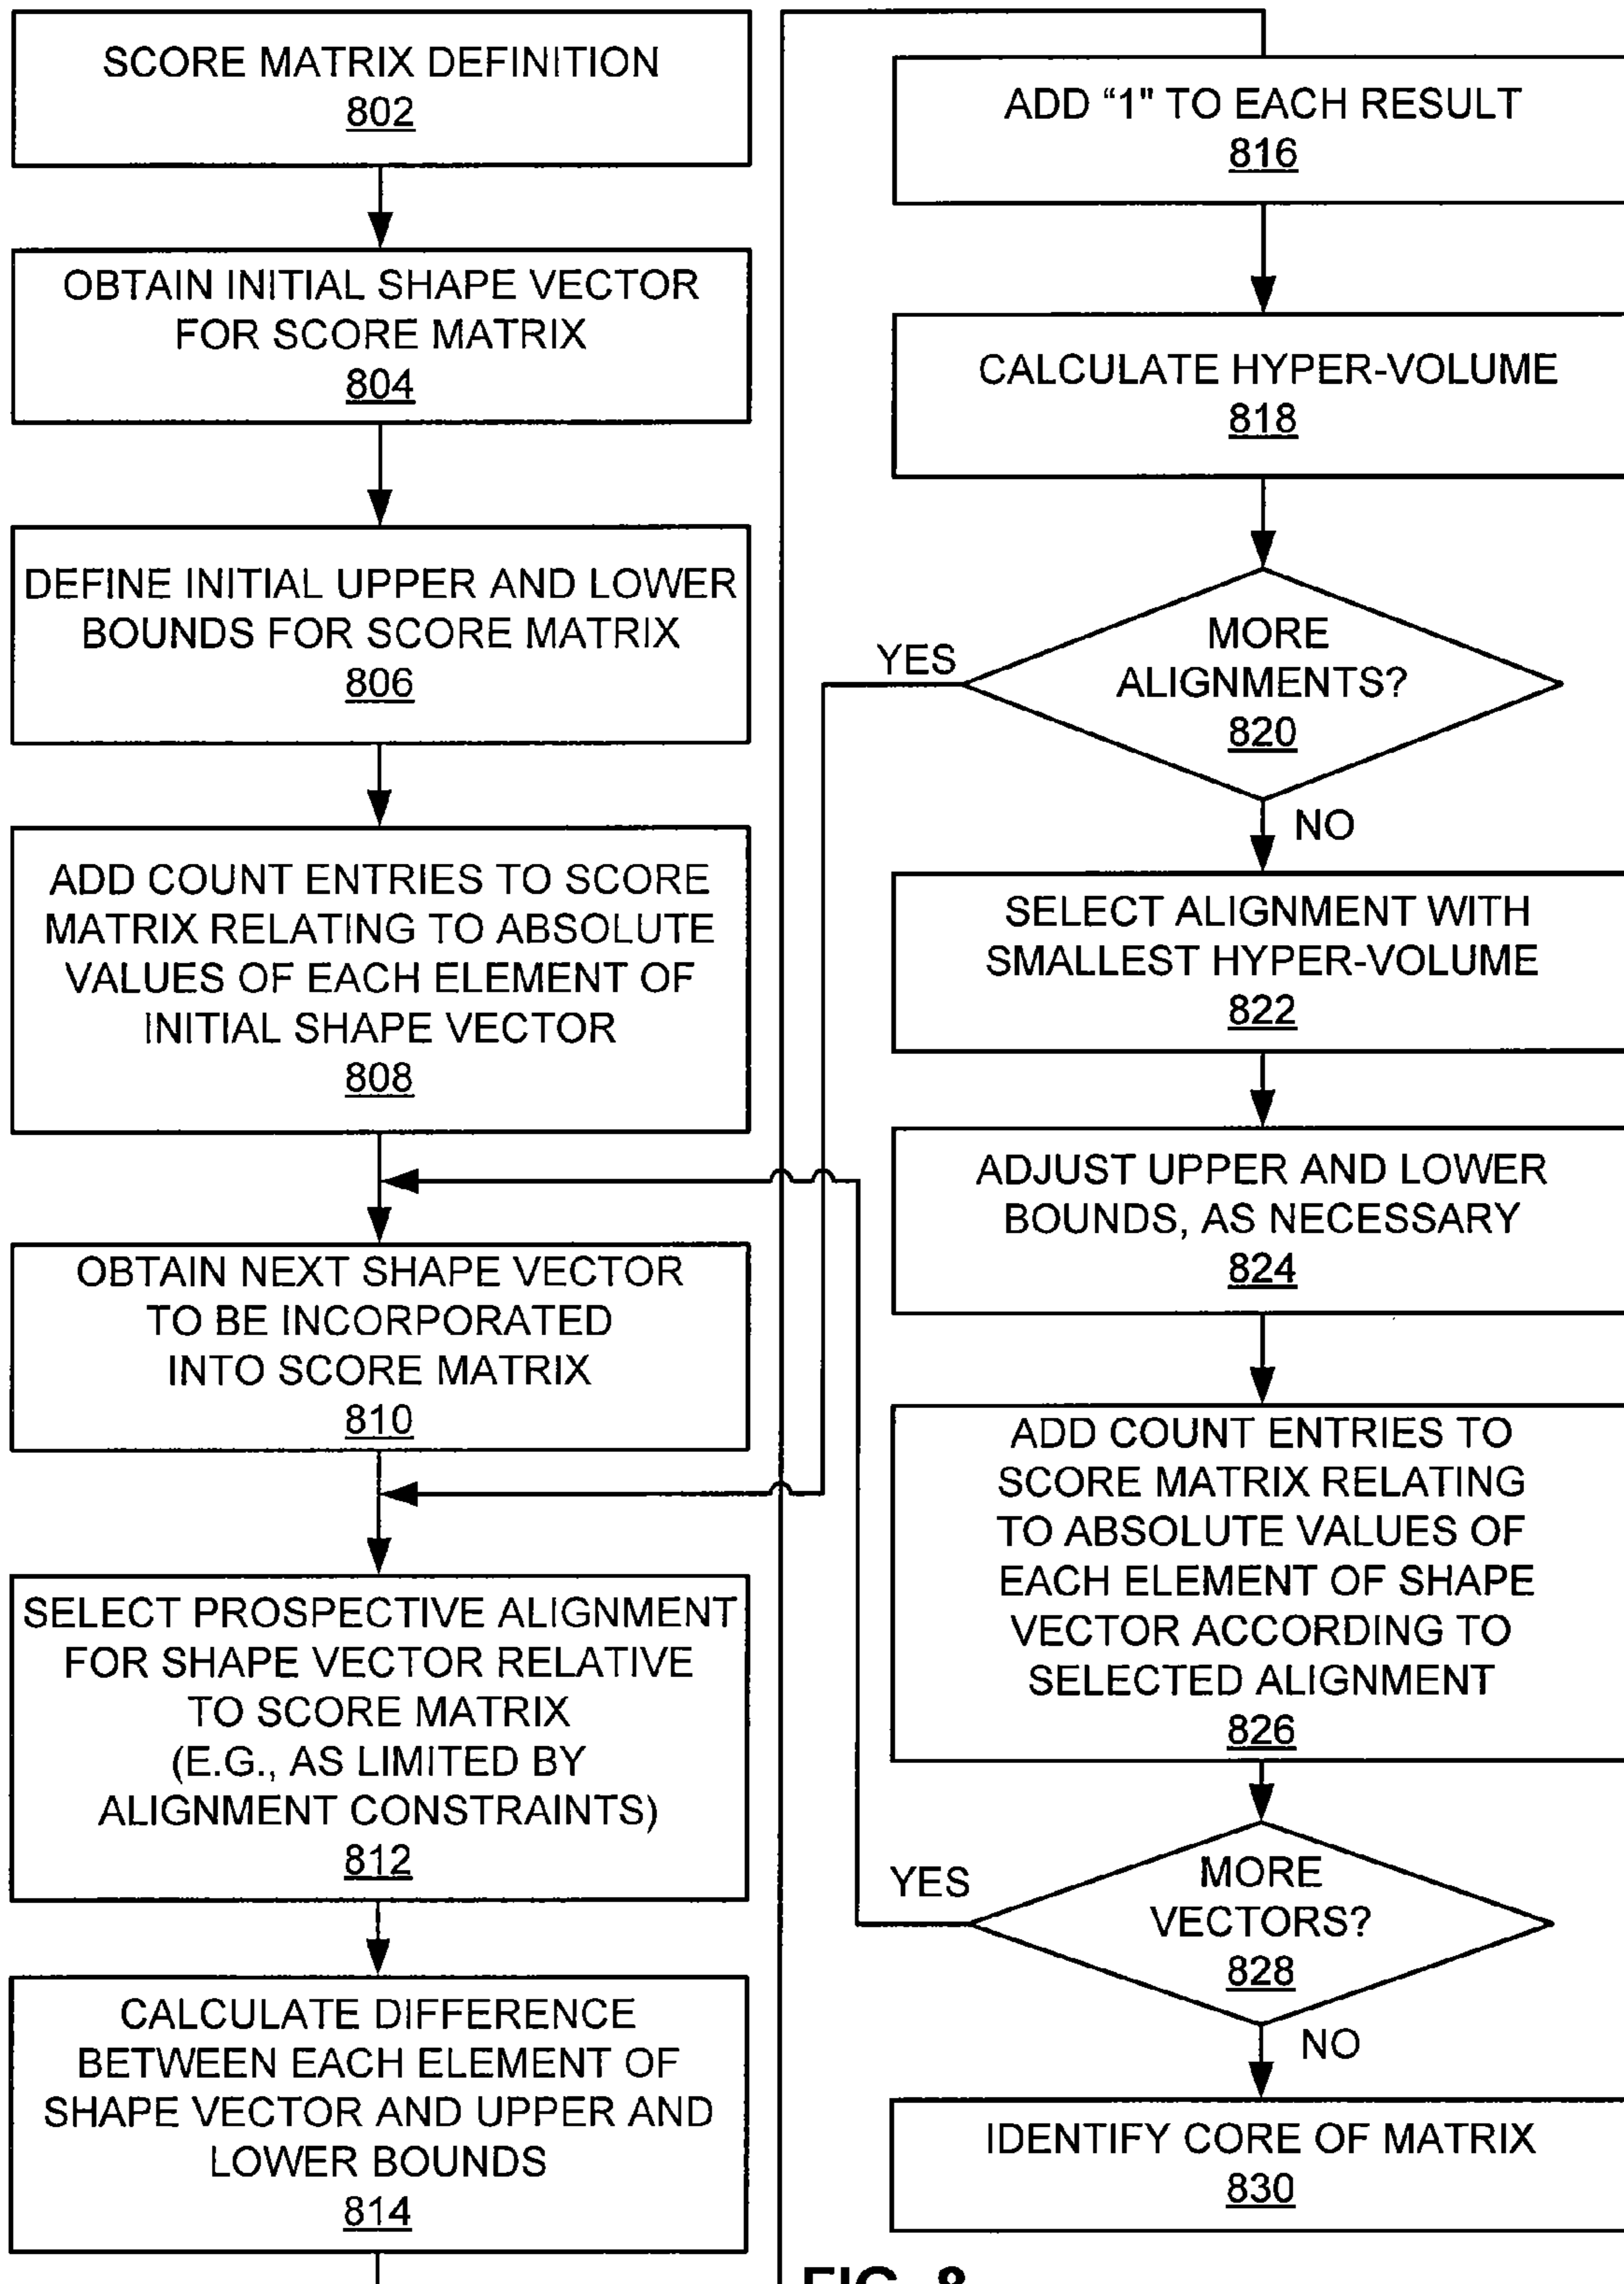 SCORE MATRIX DEFINITION
802
OBTAIN INITIAL SHAPE VECTOR
FOR SCORE MATRIX
804
DEFINE INITIAL UPPER AND LOWER
BOUNDS FOR SCORE MATRIX
806
ADD COUNT ENTRIES TO SCORE
MATRIX RELATING TO ABSOLUTE
VALUES OF EACH ELEMENT OF
INITIAL SHAPE VECTOR
808
OBTAIN NEXT SHAPE VECTOR
TO BE INCORPORATED
INTO SCORE MATRIX
810
SELECT PROSPECTIVE ALIGNMENT
FOR SHAPE VECTOR RELATIVE
TO SCORE MATRIX
(E.G., AS LIMITED BY
ALIGNMENT CONSTRAINTS)
812
CALCULATE DIFFERENCE
BETWEEN EACH ELEMENT OF
SHAPE VECTOR AND UPPER AND
LOWER BOUNDS
814
ADD “1" TO EACH RESULT
816
CALCULATE HYPER-VOLUME
818
MORE
ALIGNMENTS?
820
YES
NO
SELECT ALIGNMENT WITH
SMALLEST HYPER-VOLUME
822
ADJUST UPPER AND LOWER
BOUNDS, AS NECESSARY
824
ADD COUNT ENTRIES TO
SCORE MATRIX RELATING
TO ABSOLUTE VALUES OF
EACH ELEMENT OF SHAPE
VECTOR ACCORDING TO
SELECTED ALIGNMENT
826
MORE
VECTORS?
828
YES
NO
IDENTIFY CORE OF MATRIX
830
FIG. 8